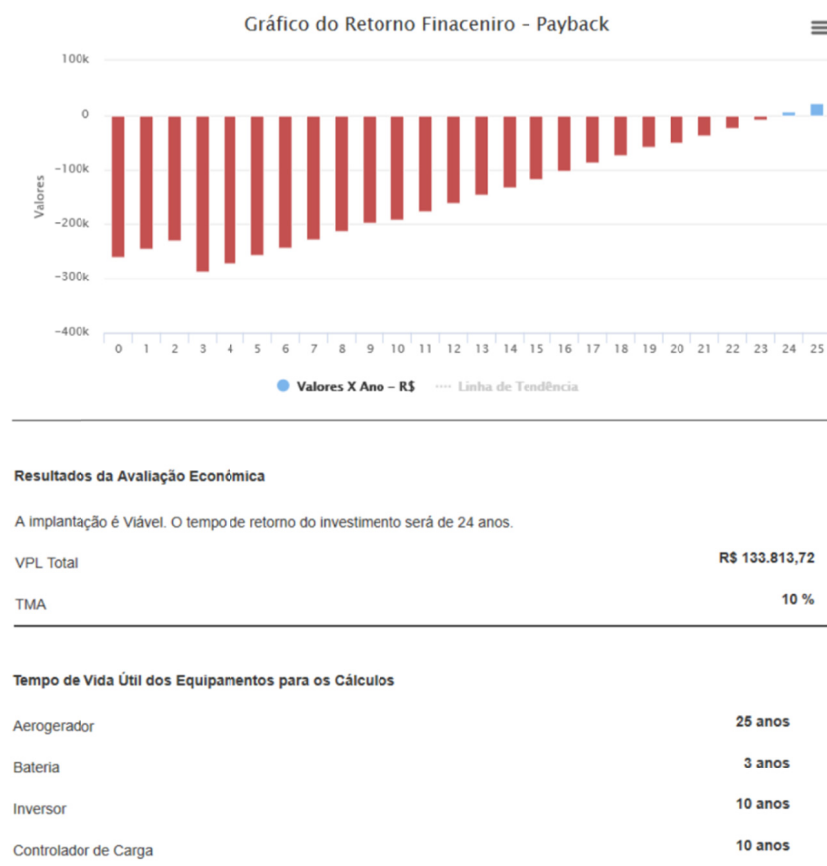 Gráfico do Retorno Finaceniro - Payback
100k
0
-100k
-200k
-300k
-400k
Valores
0 1 2 3 4 5 6 7 8 9 10 11 12 13 14 15 16 17 18 19 20 21 22 23 24 25
Valores X Ano - R$ Linha de Tendência
Resultados da Avaliação Econômica
A implantação é Viável. O tempo de retorno do investimento será de 24 anos.
VPL Total R$ 133.813,72
TMA 10 %
Tempo de Vida Útil dos Equipamentos para os Cálculos
Aerogerador 25 anos
Bateria 3 anos
Inversor 10 anos
Controlador de Carga 10 anos